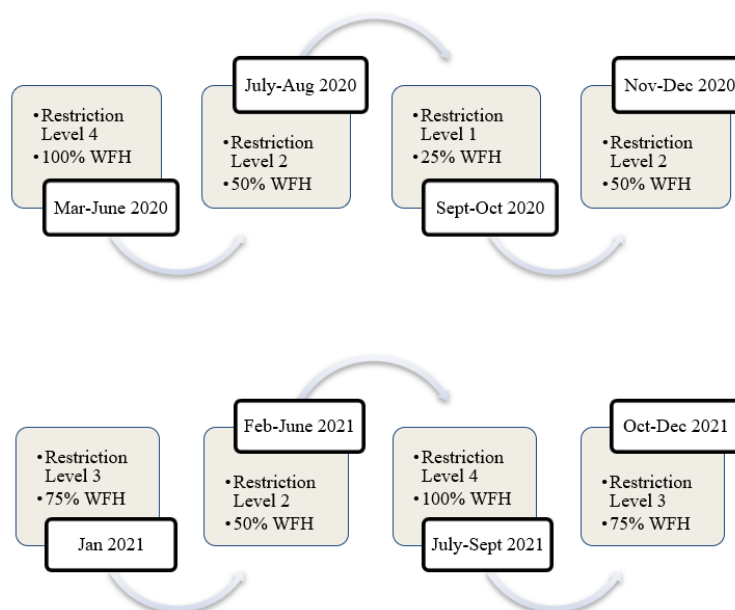 July-Aug 2020
Nov-Dec 2020
•Restriction
Level 4
•100% WFH
Mar-June 2020
•Restriction
Level 2
•50% WFH
•Restriction
Level 1
•25% WFH
Sept-Oct 2020
•Restriction
Level 2
•50% WFH
Feb-June 2021
Oct-Dec 2021
•Restriction
Level 3
•75% WFH
Jan 2021
•Restriction
Level 2
•50% WFH
•Restriction
Level 4
•100% WFH
July-Sept 2021
•Restriction
Level 3
•75% WFH